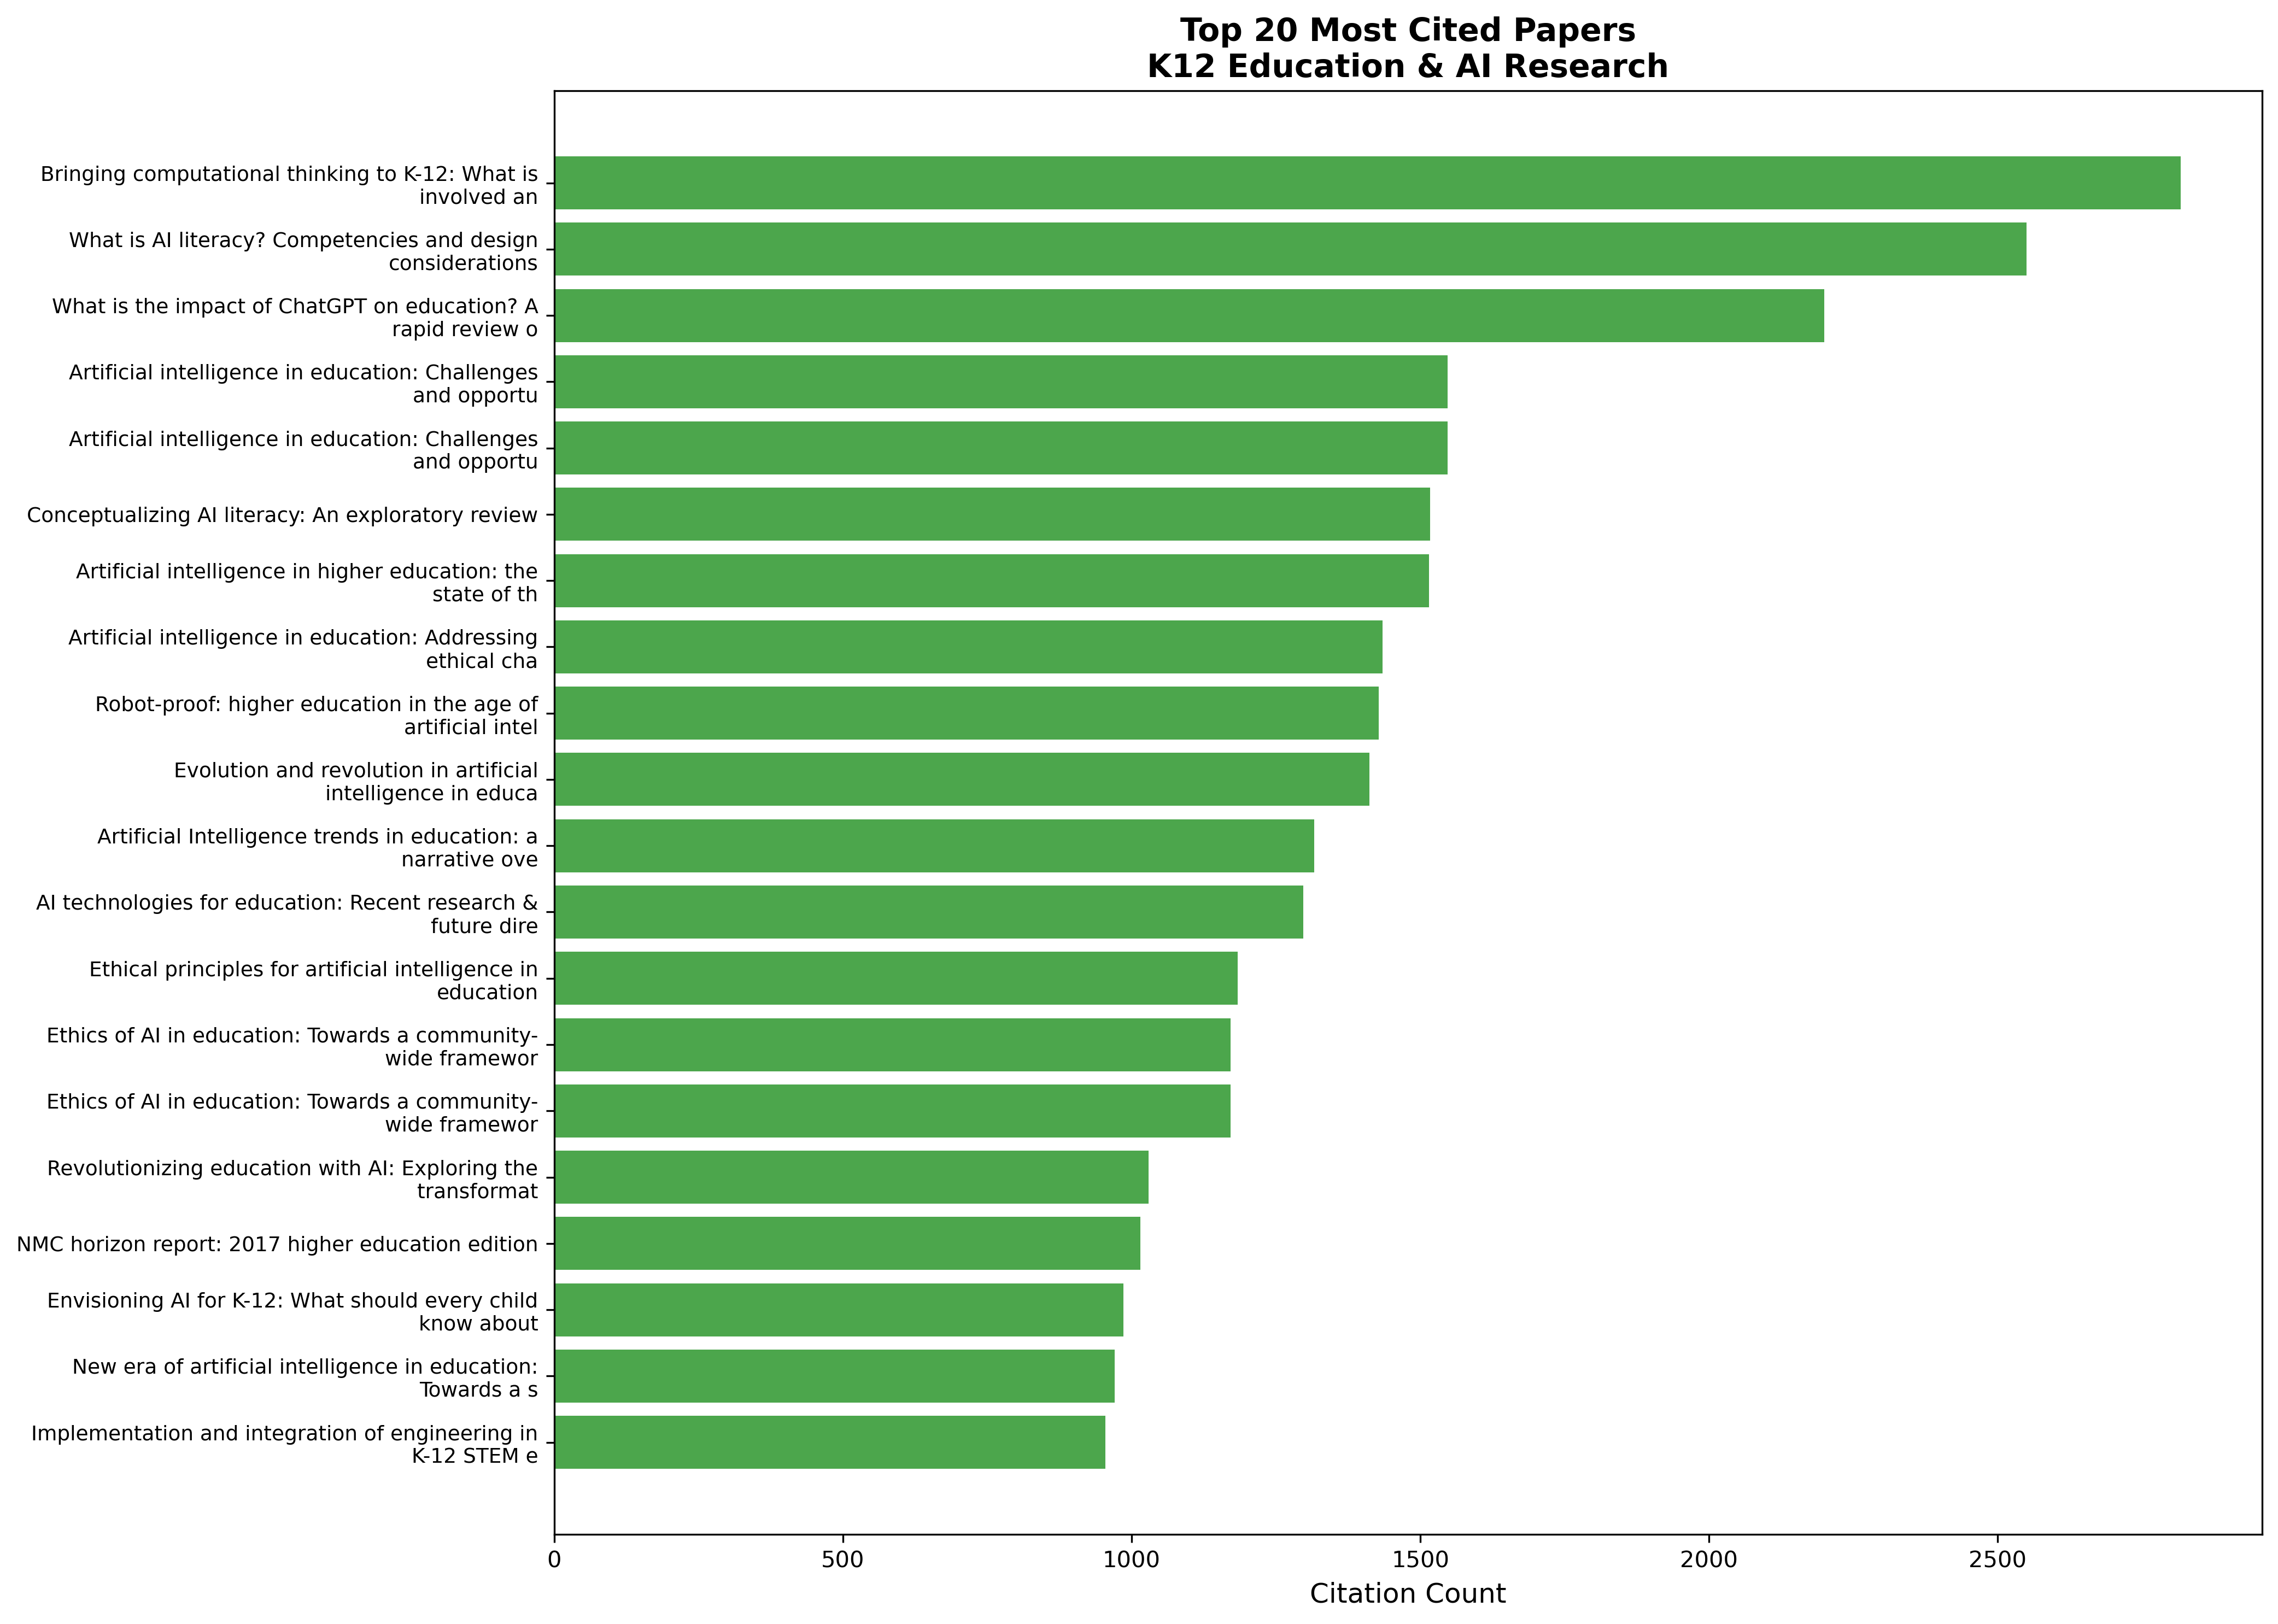 Top 20 Most Cited Papers
K12 Education & AI Research
Bringing computational thinking to K-12: What is
involved an
What is AI literacy? Competencies and design
considerations
What is the impact of ChatGPT on education? A
rapid review o
Artificial intelligence in education: Challenges
and opportu
Artificial intelligence in education: Challenges
and opportu
Conceptualizing AI literacy: An exploratory review
Artificial intelligence in higher education: the
state of th
Artificial intelligence in education: Addressing
ethical cha
Robot-proof: higher education in the age of
artificial intel
Evolution and revolution in artificial
intelligence in educa
Artificial Intelligence trends in education: a
narrative ove
AI technologies for education: Recent research &
future dire
Ethical principles for artificial intelligence in
education
Ethics of AI in education: Towards a community-
wide framewor
Ethics of AI in education: Towards a community-
wide framewor
Revolutionizing education with AI: Exploring the
transformat
NMC horizon report: 2017 higher education edition
Envisioning AI for K-12: What should every child
know about
New era of artificial intelligence in education:
Towards a s
Implementation and integration of engineering in
K-12 STEM e
0 500 1000 1500 2000 2500
Citation Count